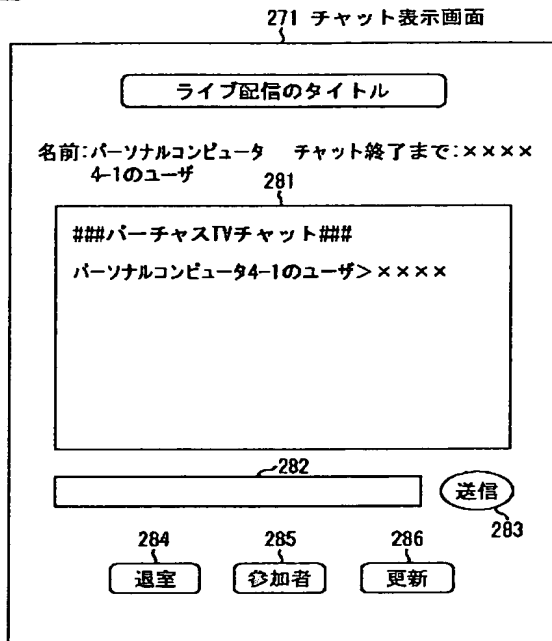 271 チャット表示画面
ライブ配信のタイトル
名前:パーソナルコンピュータ チャット終了まで:××××
4-1のユーザ
281
###パーチャスTVチャット###
パーソナルコンピュータ4-1のユーザ>××××
282
送信
283
284 285 286
退室 参加者 更新